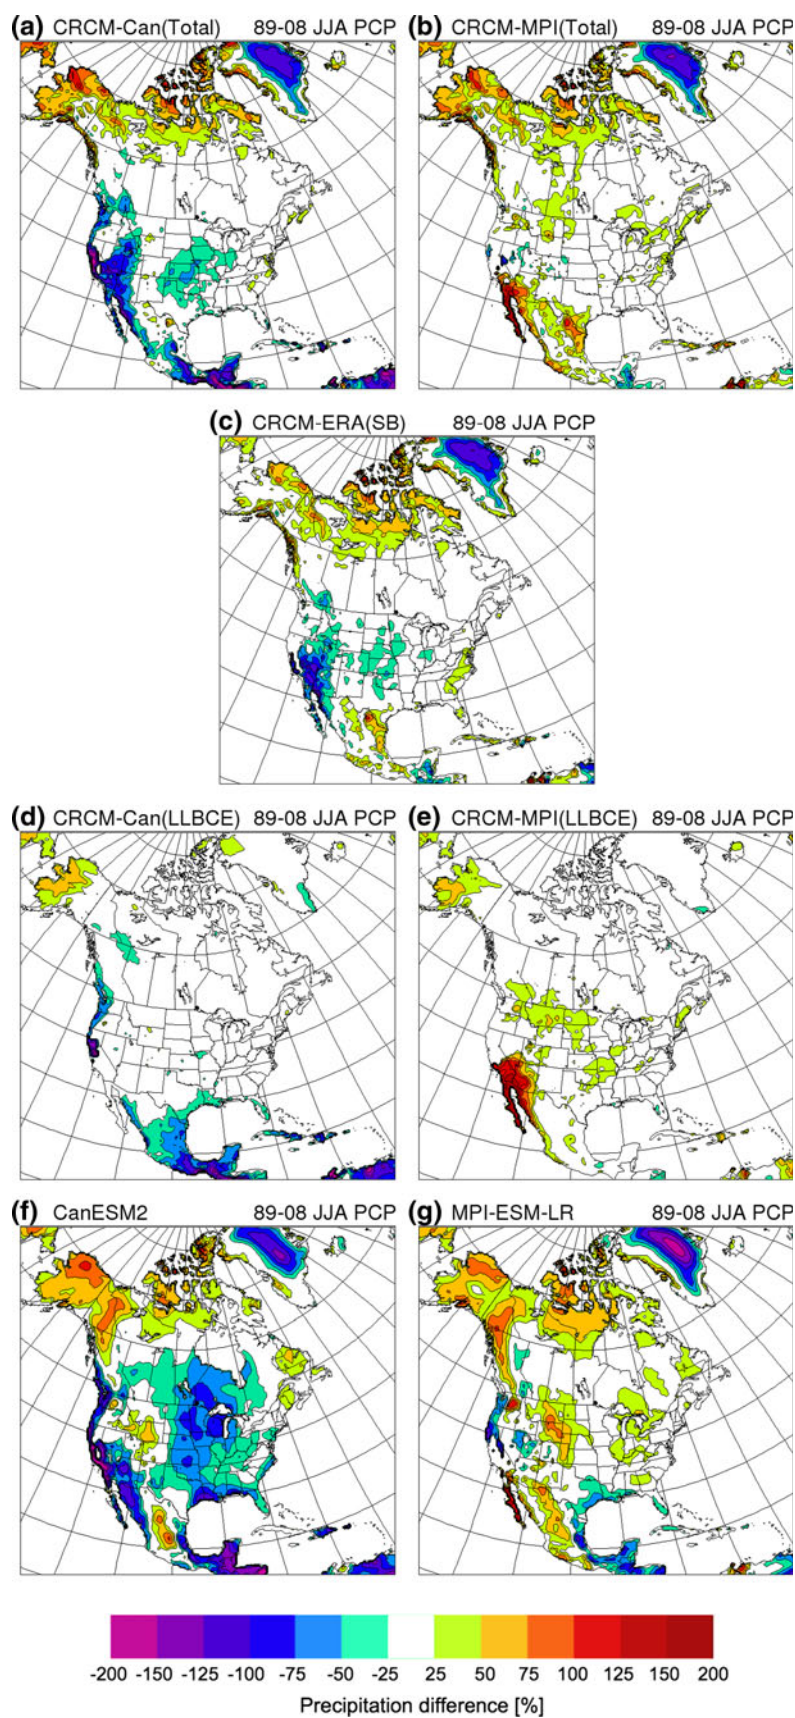 (a) CRCM-Can(Total) 89-08 JJA PCP
(b) CRCM-MPI(Total) 89-08 JJA PCP
(c) CRCM-ERA(SB) 89-08 JJA PCP
(d) CRCM-Can(LLBCE) 89-08 JJA PCP
(e) CRCM-MPI(LLBCE) 89-08 JJA PCP
(f) CanESM2 89-08 JJA PCP
(g) MPI-ESM-LR 89-08 JJA PCP
-200 -150 -125 -100 -75 -50 -25 25 50 75 100 125 150 200
Precipitation difference [%]